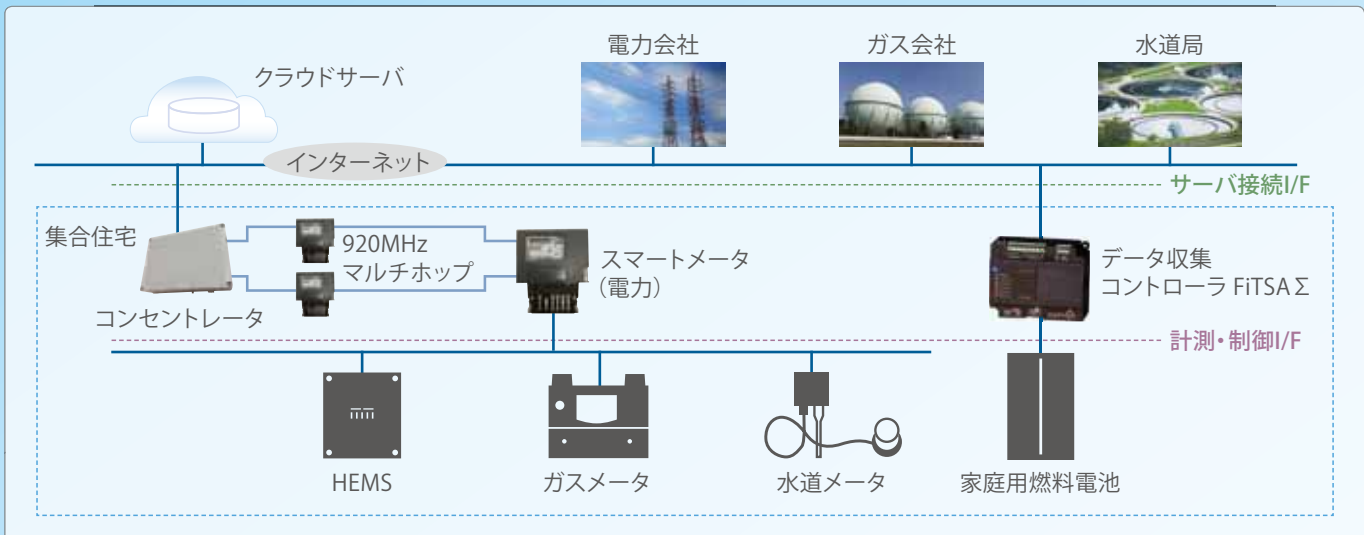 電力会社
ガス会社
水道局
クラウドサーバ
インターネット
サーバ接続I/F
集合住宅
920MHz
マルチホップ
スマートメータ
（電力）
データ収集
コントローラ FiTSAΣ
コンセントレータ
計測・制御I/F
HEMS
ガスメータ
水道メータ
家庭用燃料電池